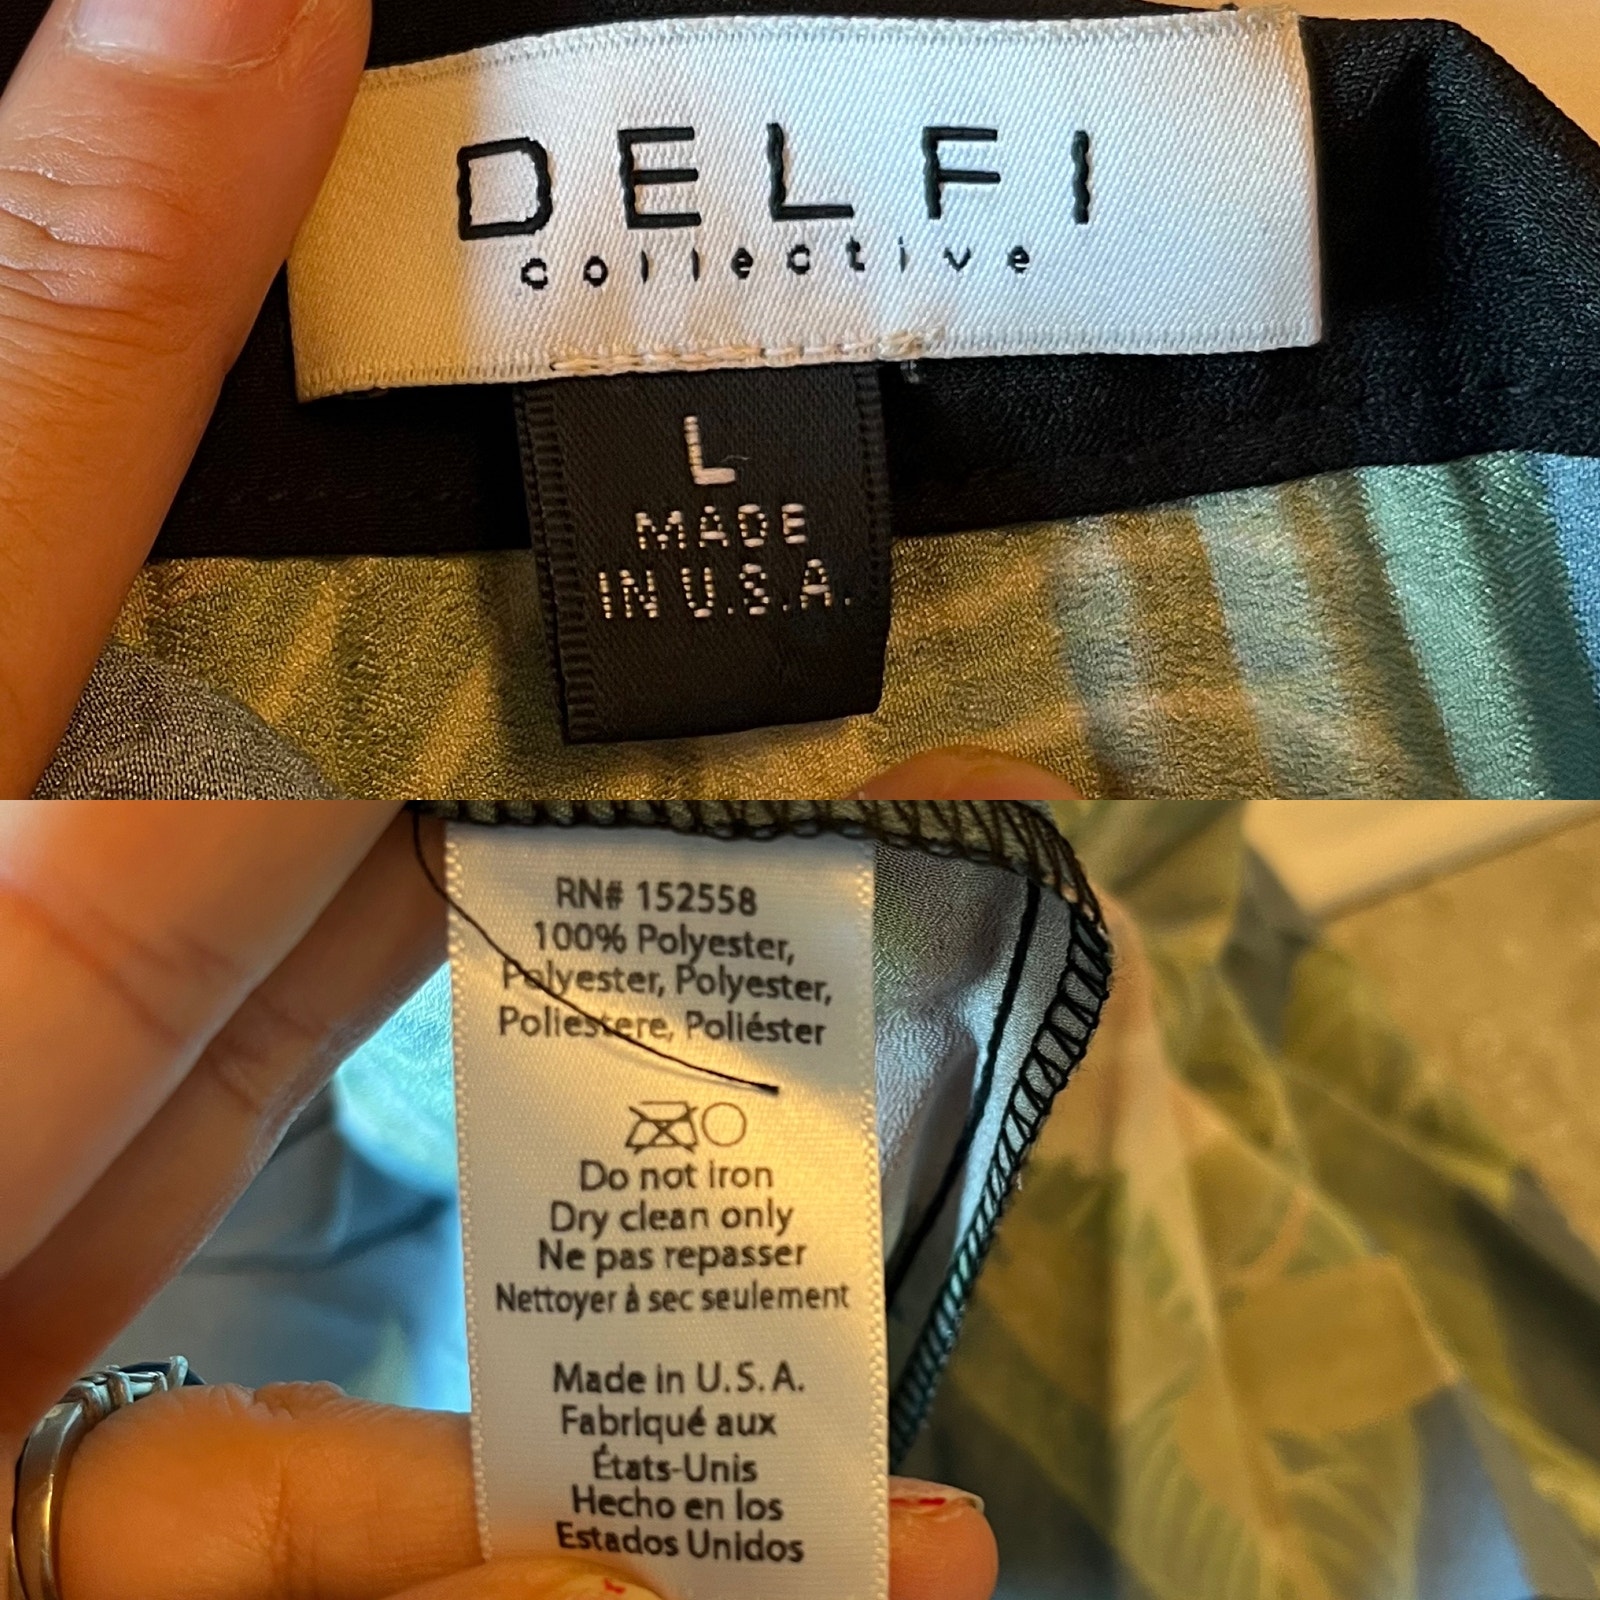 DELFI
collective
L
MADE
IN U.S.A.
RN# 152558
100% Polyester,
Polyester, Polyester,
Poliestere, Poliéster
Do not iron
Dry clean only
Ne pas repasser
Nettoyer à sec seulement
Made in U.S.A.
Fabriqué aux
États-Unis
Hecho en los
Estados Unidos